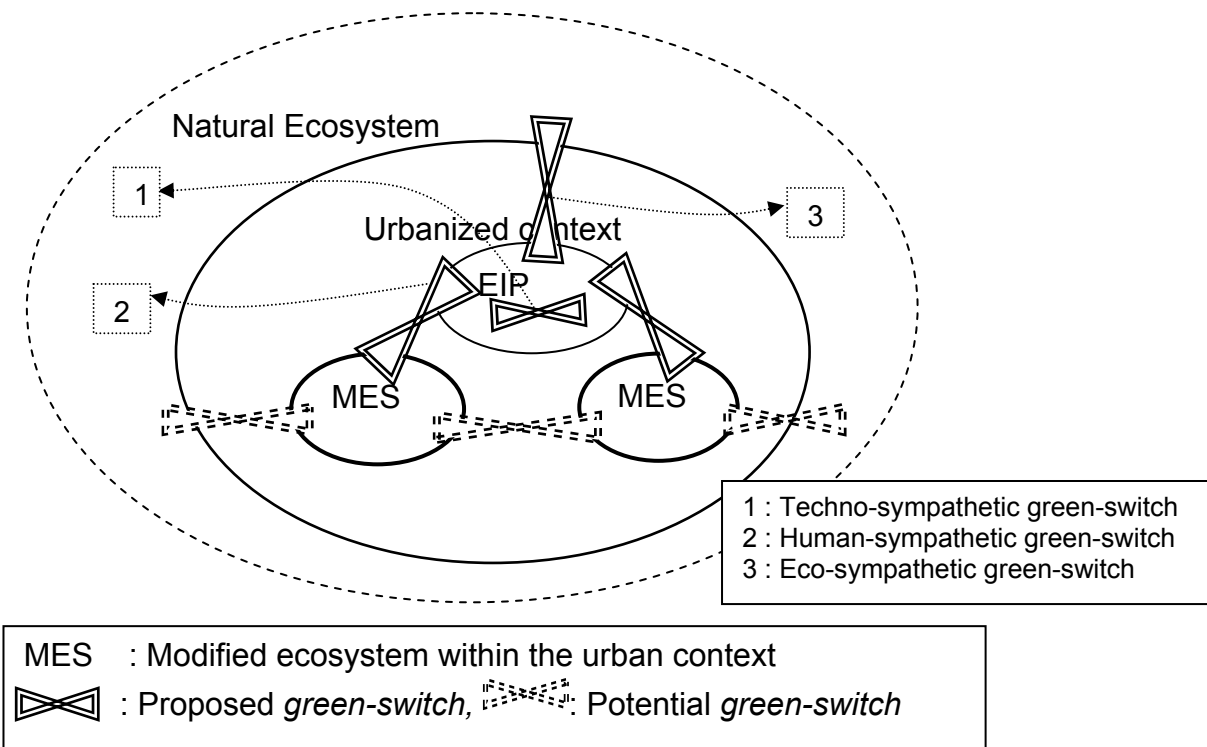 Natural Ecosystem
1
3
Urbanized context
EIP
2
MES
MES
1 : Techno-sympathetic green-switch
2 : Human-sympathetic green-switch
3 : Eco-sympathetic green-switch
MES : Modified ecosystem within the urban context
: Proposed green-switch, : Potential green-switch